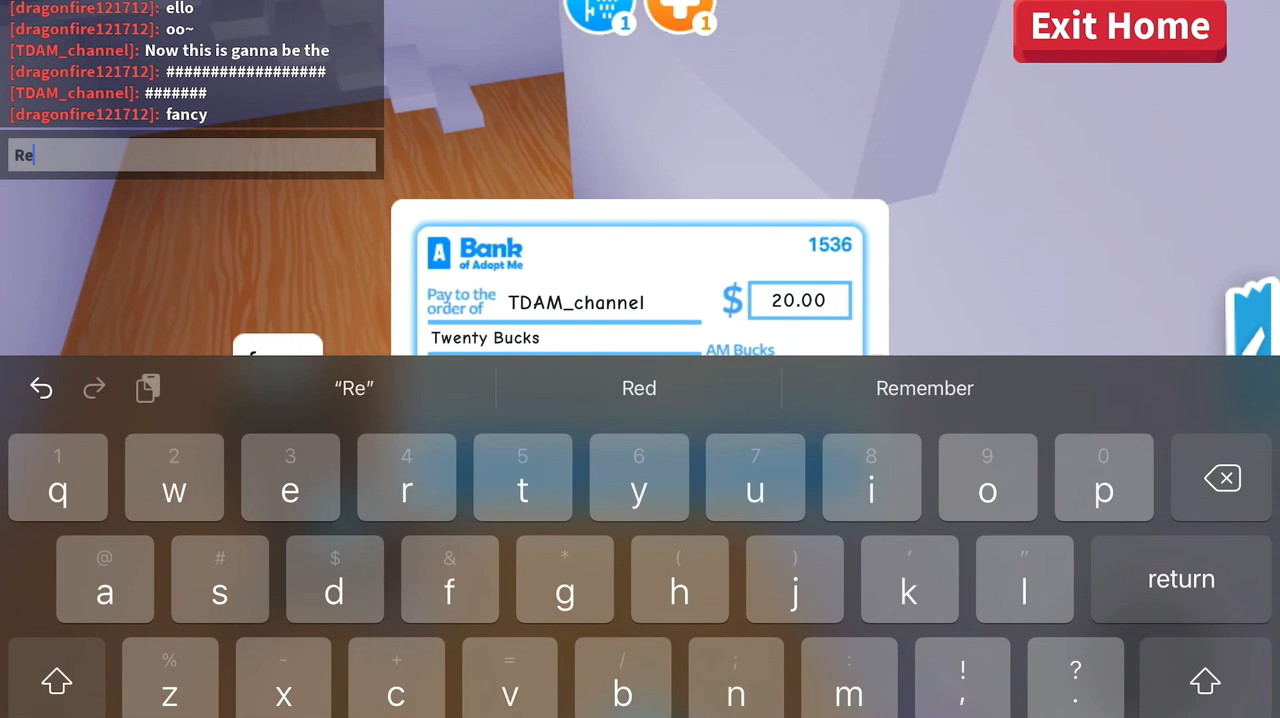 [dragonfire121712]: ello
[dragonfire121712]: oo~
[TDAM_channel]: Now this is ganna be the
[dragonfire121712]: #################
[TDAM_channel]: #######
[dragonfire121712]: fancy
Re
1
1
Exit Home
A Bank of Adopt Me
1536
Pay to the order of TDAM_channel
$ 20.00
Twenty Bucks
AM Bucks
“Re”
Red
Remember
1 2 3 4 5 6 7 8 9 0
q w e r t y u i o p
@ # $ & * ( ) ' "
a s d f g h j k l return
% - + = / ; : ! ?
z x c v b n m , .